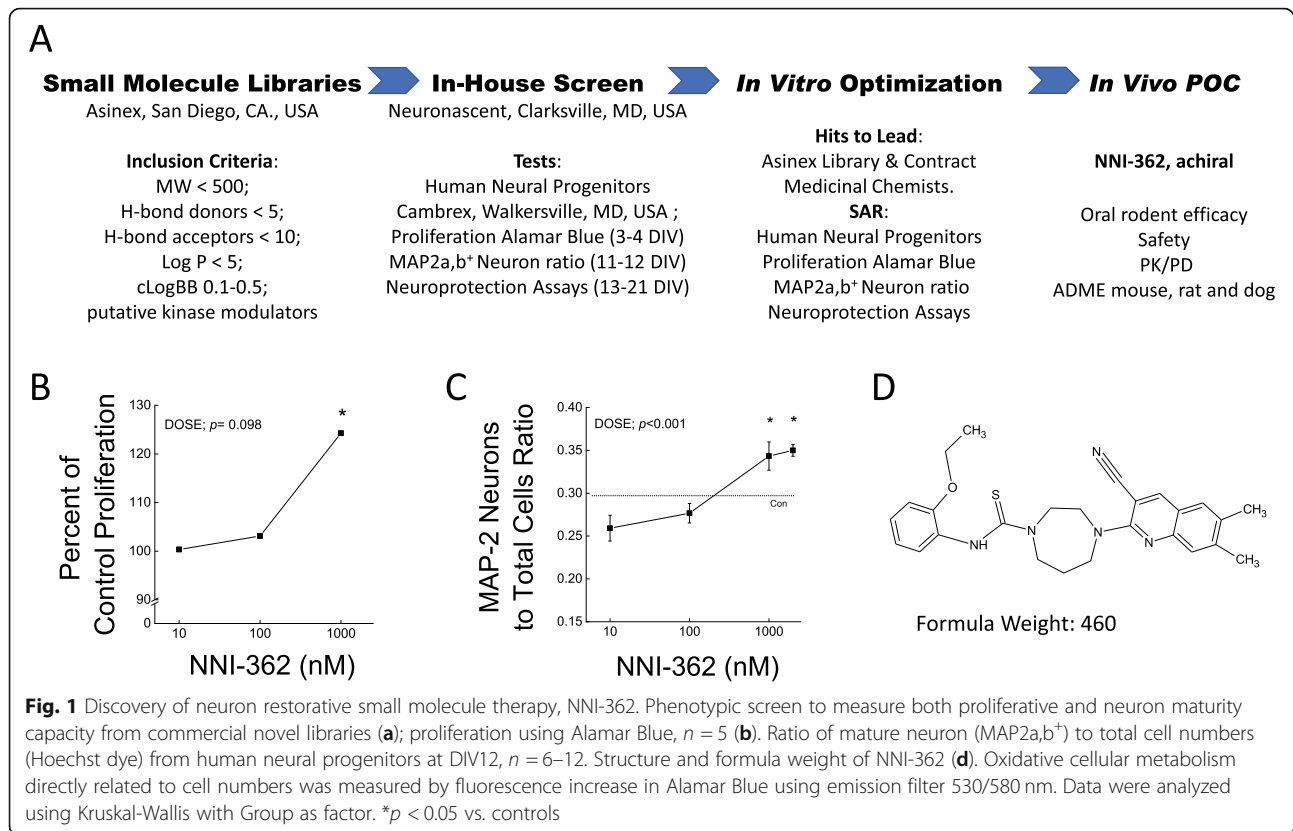 A
Small Molecule Libraries
Asinex, San Diego, CA., USA
Inclusion Criteria:
MW < 500;
H-bond donors < 5;
H-bond acceptors < 10;
Log P < 5;
cLogBB 0.1-0.5;
putative kinase modulators
In-House Screen
Neuronascent, Clarksville, MD, USA
Tests:
Human Neural Progenitors
Cambrex, Walkersville, MD, USA ;
Proliferation Alamar Blue (3-4 DIV)
MAP2a,b⁺ Neuron ratio (11-12 DIV)
Neuroprotection Assays (13-21 DIV)
In Vitro Optimization
Hits to Lead:
Asinex Library & Contract
Medicinal Chemists.
SAR:
Human Neural Progenitors
Proliferation Alamar Blue
MAP2a,b⁺ Neuron ratio
Neuroprotection Assays
In Vivo POC
NNI-362, achiral
Oral rodent efficacy
Safety
PK/PD
ADME mouse, rat and dog
B
Percent of
Control Proliferation
130
120
110
100
90
0
DOSE; p= 0.098
*
10
100
1000
NNI-362 (nM)
C
MAP-2 Neurons
to Total Cells Ratio
0.40
0.35
0.30
0.25
0.20
0.15
DOSE; p<0.001
* *
Con
10
100
1000
NNI-362 (nM)
D
CH₃
O
S
NH
N
N
N
N
CH₃
CH₃
Formula Weight: 460
Fig. 1 Discovery of neuron restorative small molecule therapy, NNI-362. Phenotypic screen to measure both proliferative and neuron maturity
capacity from commercial novel libraries (a); proliferation using Alamar Blue, n = 5 (b). Ratio of mature neuron (MAP2a,b⁺) to total cell numbers
(Hoechst dye) from human neural progenitors at DIV12, n = 6–12. Structure and formula weight of NNI-362 (d). Oxidative cellular metabolism
directly related to cell numbers was measured by fluorescence increase in Alamar Blue using emission filter 530/580 nm. Data were analyzed
using Kruskal-Wallis with Group as factor. *p < 0.05 vs. controls